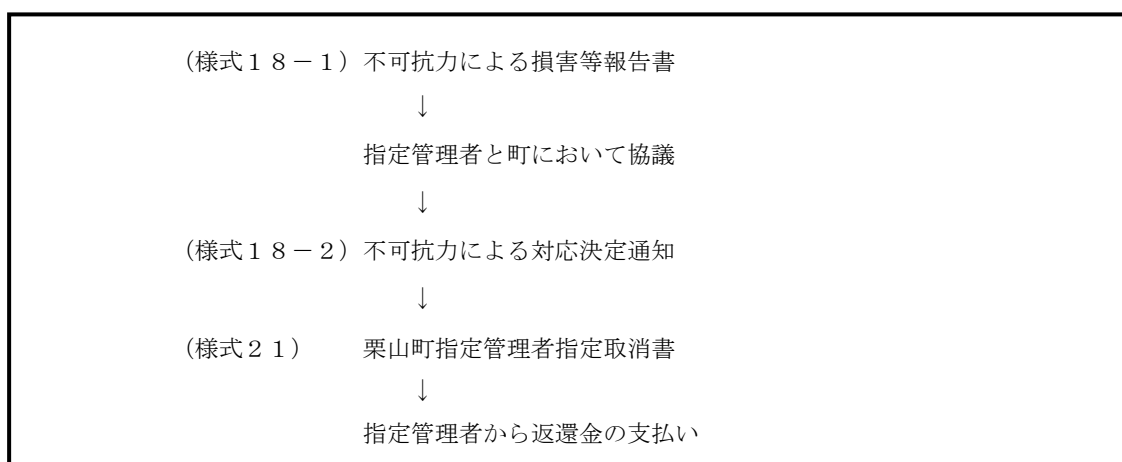 （様式１８－１）不可抗力による損害等報告書
↓
指定管理者と町において協議
↓
（様式１８－２）不可抗力による対応決定通知
↓
（様式２１）　　栗山町指定管理者指定取消書
↓
指定管理者から返還金の支払い